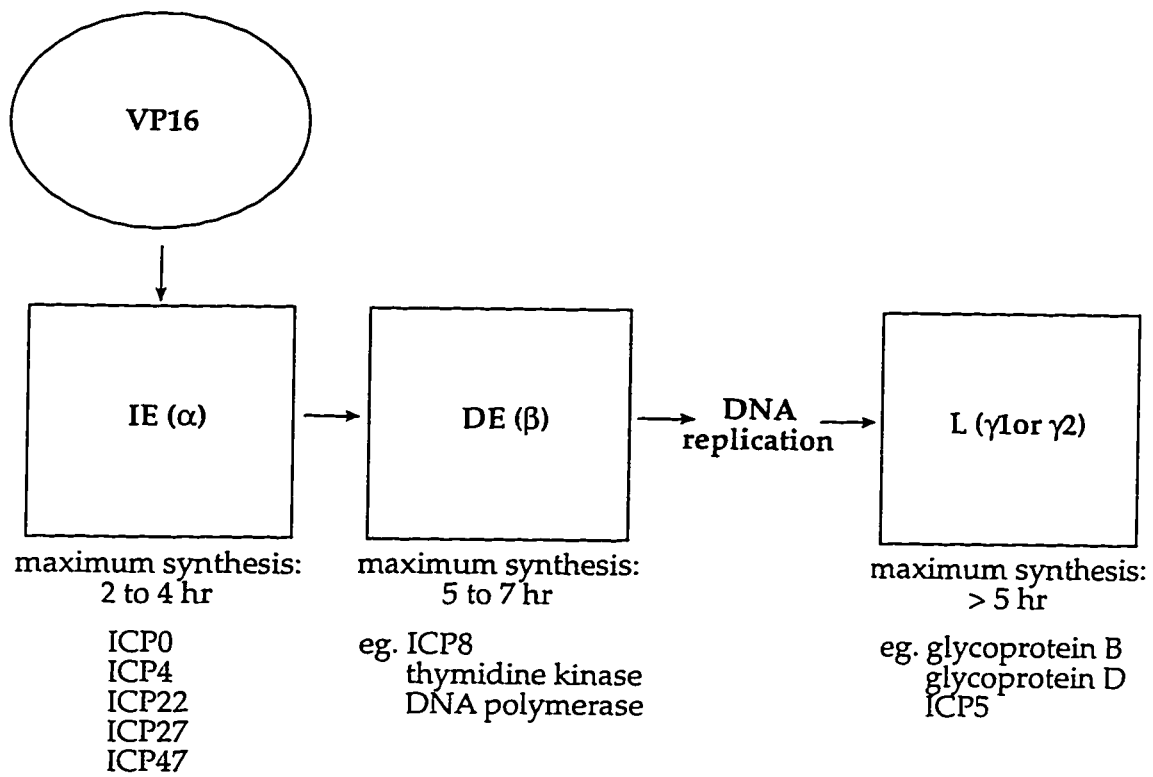 VP16
IE (α)
DE (β)
DNA
replication
L (γ1or γ2)
maximum synthesis:
2 to 4 hr
ICP0
ICP4
ICP22
ICP27
ICP47
maximum synthesis:
5 to 7 hr
eg. ICP8
thymidine kinase
DNA polymerase
maximum synthesis:
> 5 hr
eg. glycoprotein B
glycoprotein D
ICP5